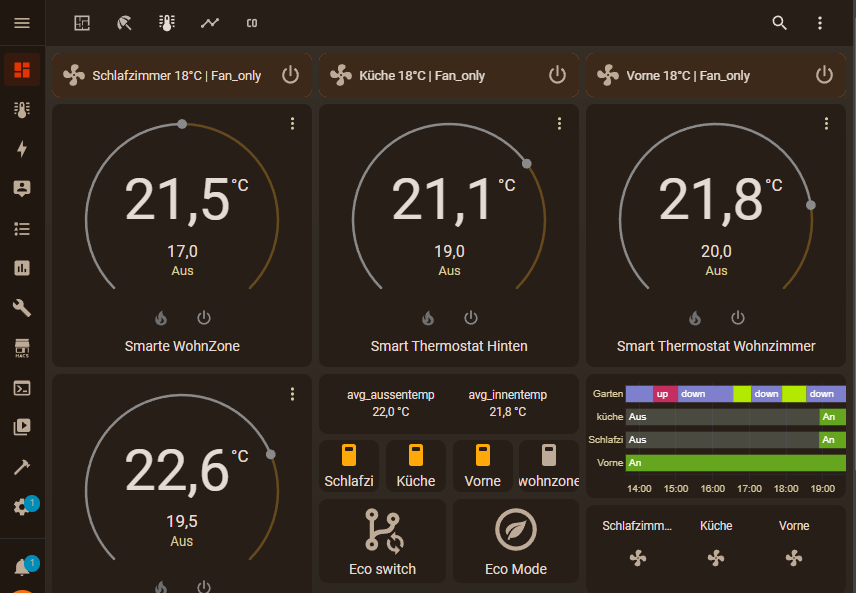 CO
Schlafzimmer 18°C | Fan_only
Küche 18°C | Fan_only
Vorne 18°C | Fan_only
21,5 °C
17,0
Aus
Smarte WohnZone
21,1 °C
19,0
Aus
Smart Thermostat Hinten
21,8 °C
20,0
Aus
Smart Thermostat Wohnzimmer
HACS
1
1
22,6 °C
19,5
Aus
avg_aussentemp
22,0 °C
avg_innentemp
21,8 °C
Schlafzi
Küche
Vorne
wohnzone
Eco switch
Eco Mode
Garten up down down down
küche Aus An
Schlafzi Aus An
Vorne An
14:00 15:00 16:00 17:00 18:00 19:00
Schlafzimm...
Küche
Vorne